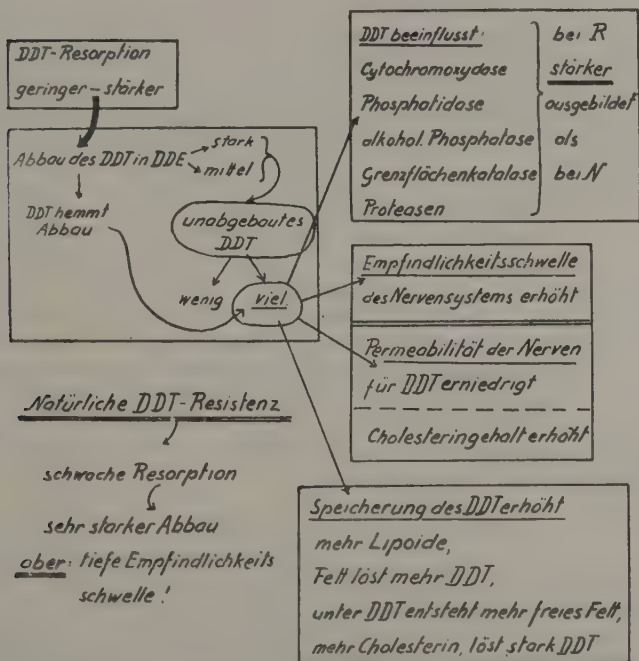 DDT-Resorption
geringer – stärker
Abbau des DDT in DDE
stark
mittel
DDT hemmt
Abbau
unabgebautes
DDT
wenig
viel.
DDT beeinflusst:
Cytochromoxydase
Phosphatidase
alkohol. Phosphatase
Grenzflächenkatalase
Proteasen
bei R
stärker
ausgebildet
als
bei N
Empfindlichkeitsschwelle
des Nervensystems erhöht
Permeabilität der Nerven
für DDT erniedrigt
Cholesteringehalt erhöht
Natürliche DDT-Resistenz
schwache Resorption
sehr starker Abbau
aber: tiefe Empfindlichkeits
schwelle!
Speicherung des DDT erhöht
mehr Lipoide,
Fett löst mehr DDT,
unter DDT entsteht mehr freies Fett,
mehr Cholesterin, löst stark DDT